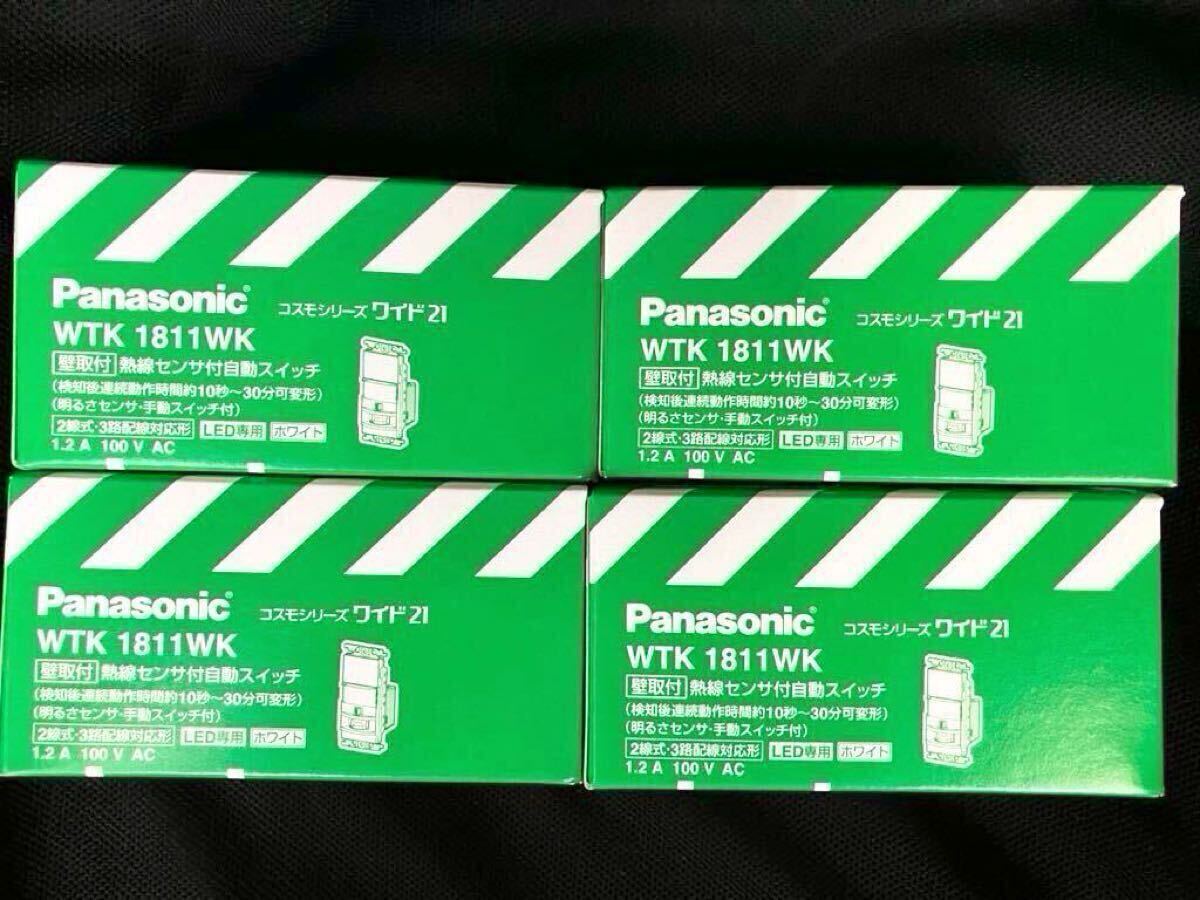 Panasonic® コスモシリーズ ワイド21
WTK 1811WK
壁取付 熱線センサ付自動スイッチ
(検知後連続動作時間約10秒～30分可変形)
(明るさセンサ・手動スイッチ付)
2線式・3路配線対応形 LED専用 ホワイト
1.2 A 100 V AC
Panasonic® コスモシリーズ ワイド21
WTK 1811WK
壁取付 熱線センサ付自動スイッチ
(検知後連続動作時間約10秒～30分可変形)
(明るさセンサ・手動スイッチ付)
2線式・3路配線対応形 LED専用 ホワイト
1.2 A 100 V AC
Panasonic® コスモシリーズ ワイド21
WTK 1811WK
壁取付 熱線センサ付自動スイッチ
(検知後連続動作時間約10秒～30分可変形)
(明るさセンサ・手動スイッチ付)
2線式・3路配線対応形 LED専用 ホワイト
1.2 A 100 V AC
Panasonic® コスモシリーズ ワイド21
WTK 1811WK
壁取付 熱線センサ付自動スイッチ
(検知後連続動作時間約10秒～30分可変形)
(明るさセンサ・手動スイッチ付)
2線式・3路配線対応形 LED専用 ホワイト
1.2 A 100 V AC